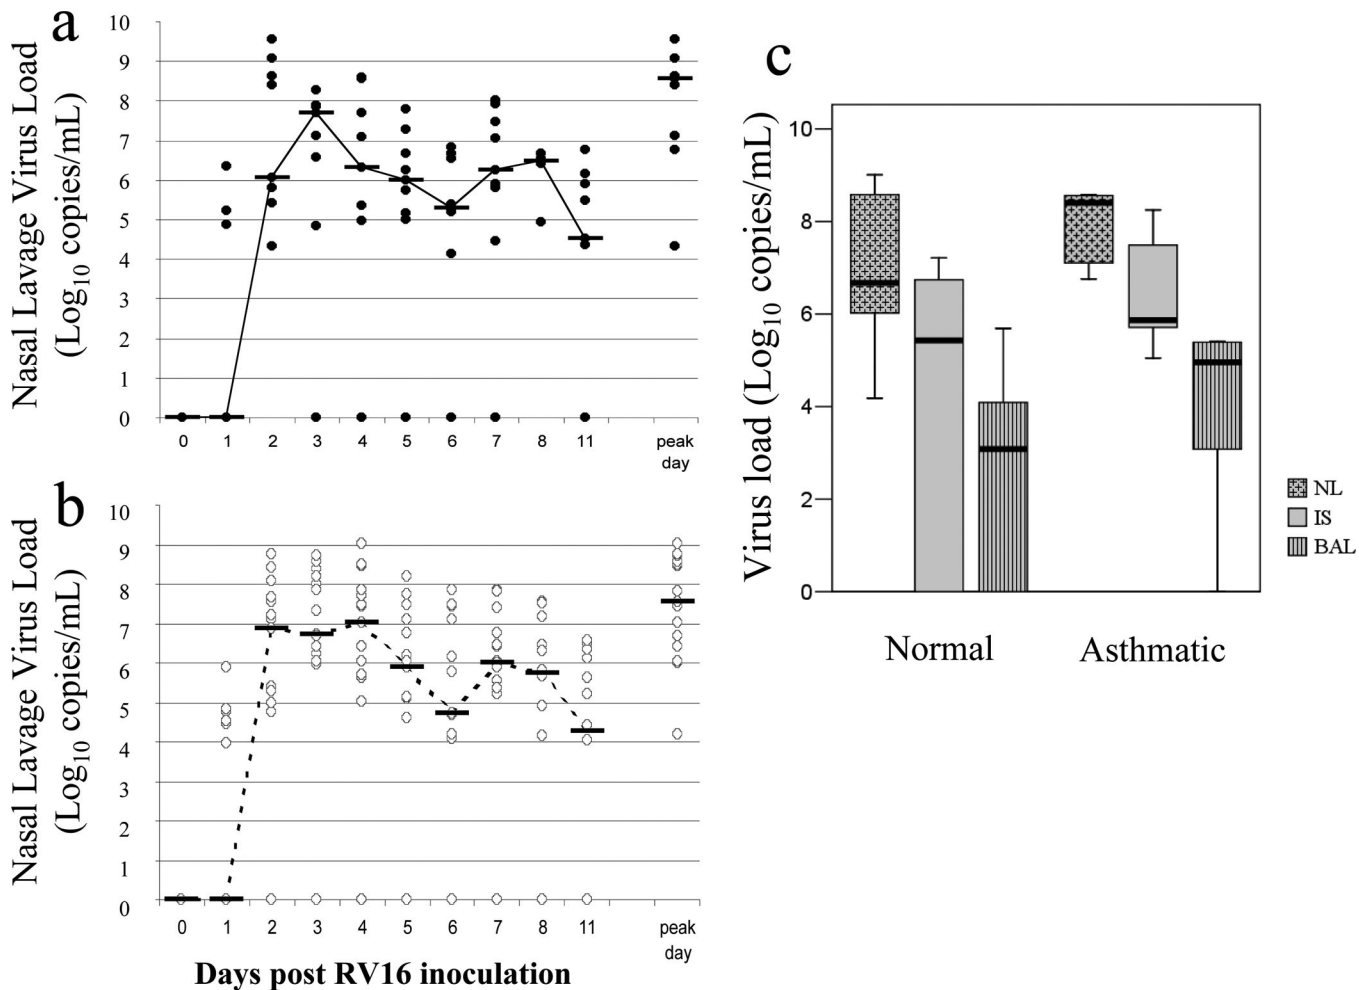 a
Nasal Lavage Virus Load
(Log10 copies/mL)
10
9
8
7
6
5
4
3
2
1
0
0 1 2 3 4 5 6 7 8 11 peak
day
b
Nasal Lavage Virus Load
(Log10 copies/mL)
10
9
8
7
6
5
4
3
2
1
0
0 1 2 3 4 5 6 7 8 11 peak
day
Days post RV16 inoculation
c
Virus load (Log10 copies/mL)
10
8
6
4
2
0
Normal Asthmatic
NL
IS
BAL